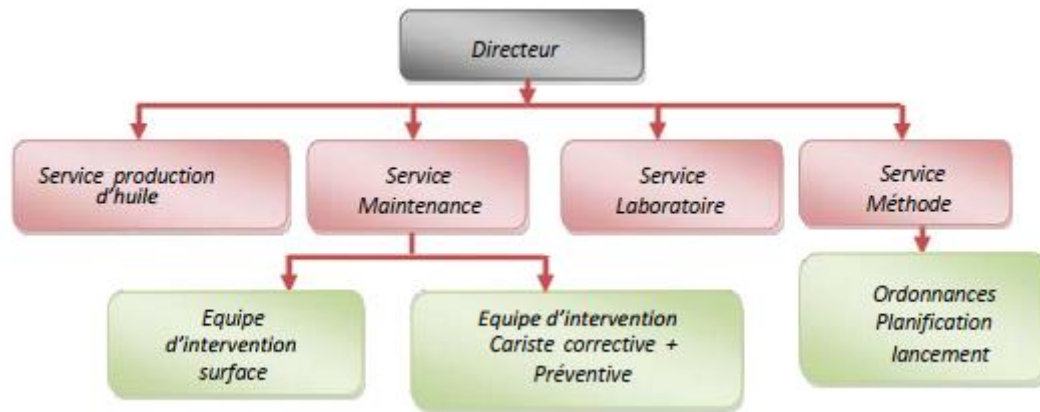 Directeur
Service production
d'huile
Service
Maintenance
Service
Laboratoire
Service
Méthode
Equipe
d'intervention
surface
Equipe d'intervention
Cariste corrective +
Préventive
Ordonnances
Planification
lancement